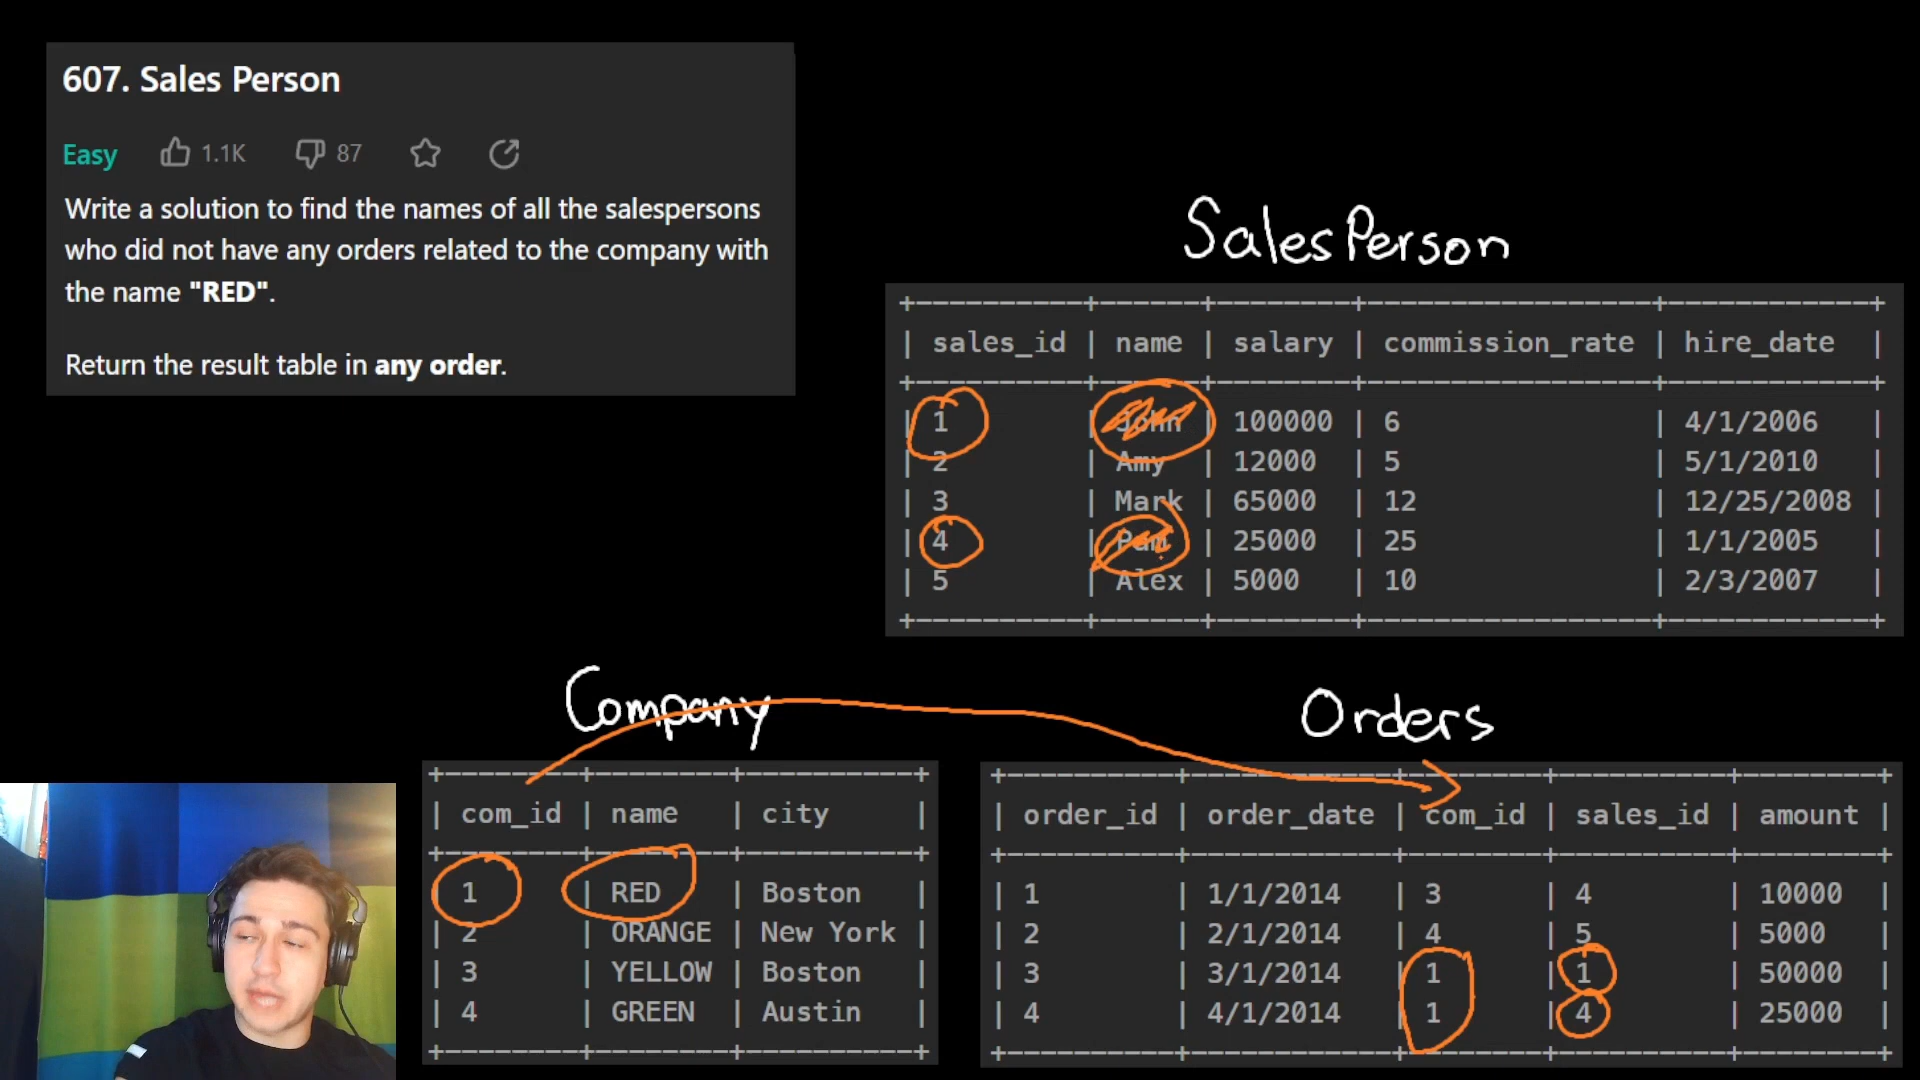 607. Sales Person
Easy 1.1K 87
Write a solution to find the names of all the salespersons
who did not have any orders related to the company with
the name "RED".
Return the result table in any order.
SalesPerson
| sales_id | name | salary | commission_rate | hire_date |
| 1 | John | 100000 | 6 | 4/1/2006 |
| 2 | Amy | 12000 | 5 | 5/1/2010 |
| 3 | Mark | 65000 | 12 | 12/25/2008 |
| 4 | Pam | 25000 | 25 | 1/1/2005 |
| 5 | Alex | 5000 | 10 | 2/3/2007 |
Company
| com_id | name | city |
| 1 | RED | Boston |
| 2 | ORANGE | New York |
| 3 | YELLOW | Boston |
| 4 | GREEN | Austin |
Orders
| order_id | order_date | com_id | sales_id | amount |
| 1 | 1/1/2014 | 3 | 4 | 10000 |
| 2 | 2/1/2014 | 4 | 5 | 5000 |
| 3 | 3/1/2014 | 1 | 1 | 50000 |
| 4 | 4/1/2014 | 1 | 4 | 25000 |